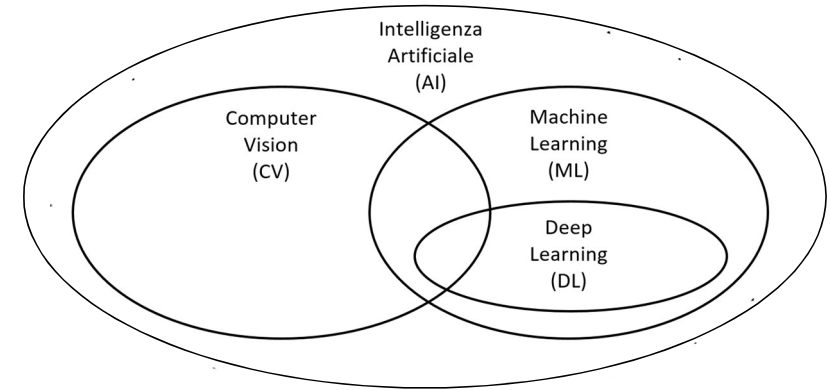 Intelligenza
Artificiale
(AI)
Computer
Vision
(CV)
Machine
Learning
(ML)
Deep
Learning
(DL)